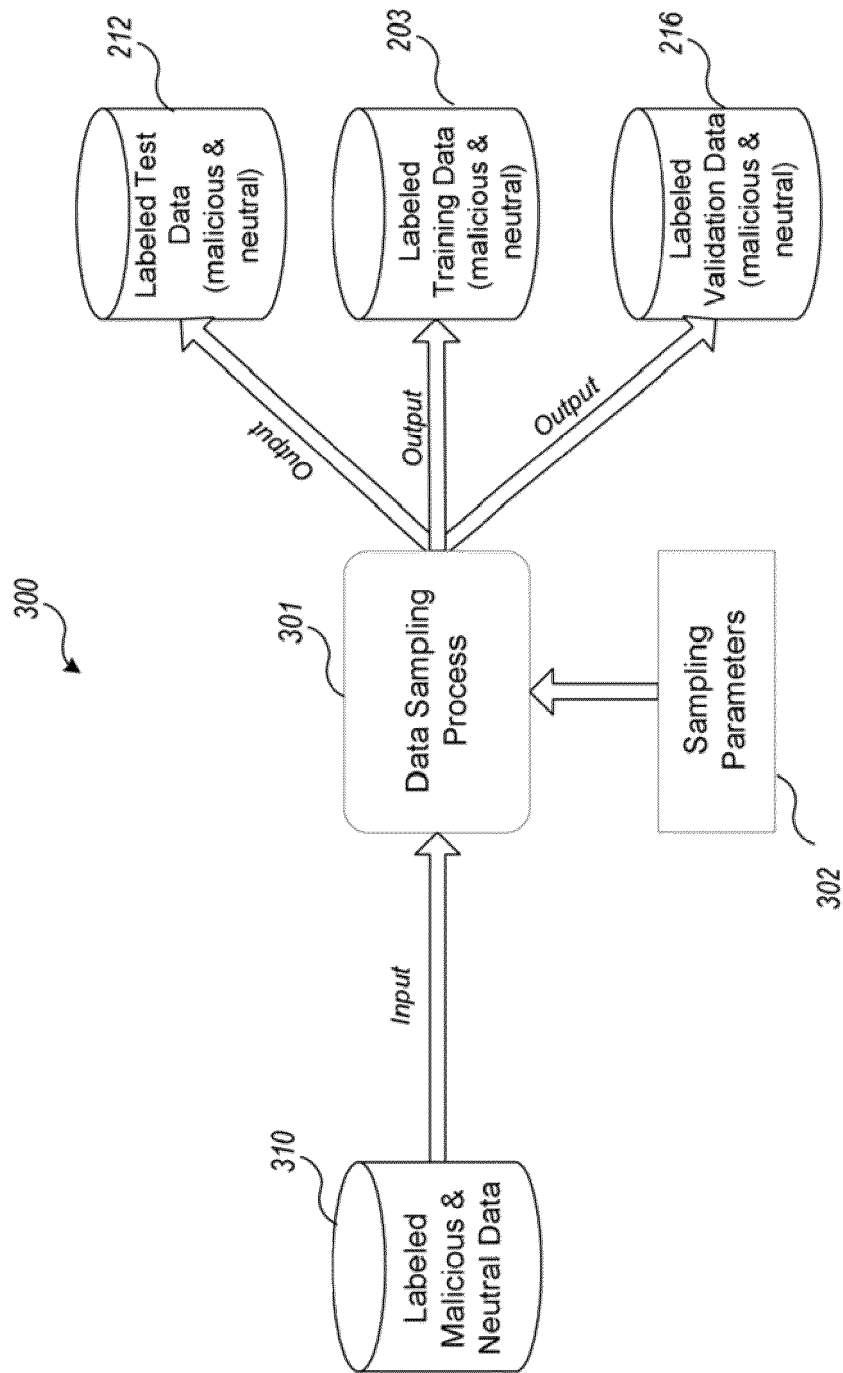 300
310
Labeled
Malicious &
Neutral Data
Input
301
Data Sampling
Process
302
Sampling
Parameters
Output
Output
Output
212
Labeled Test
Data
(malicious &
neutral)
203
Labeled
Training Data
(malicious &
neutral)
216
Labeled
Validation Data
(malicious &
neutral)